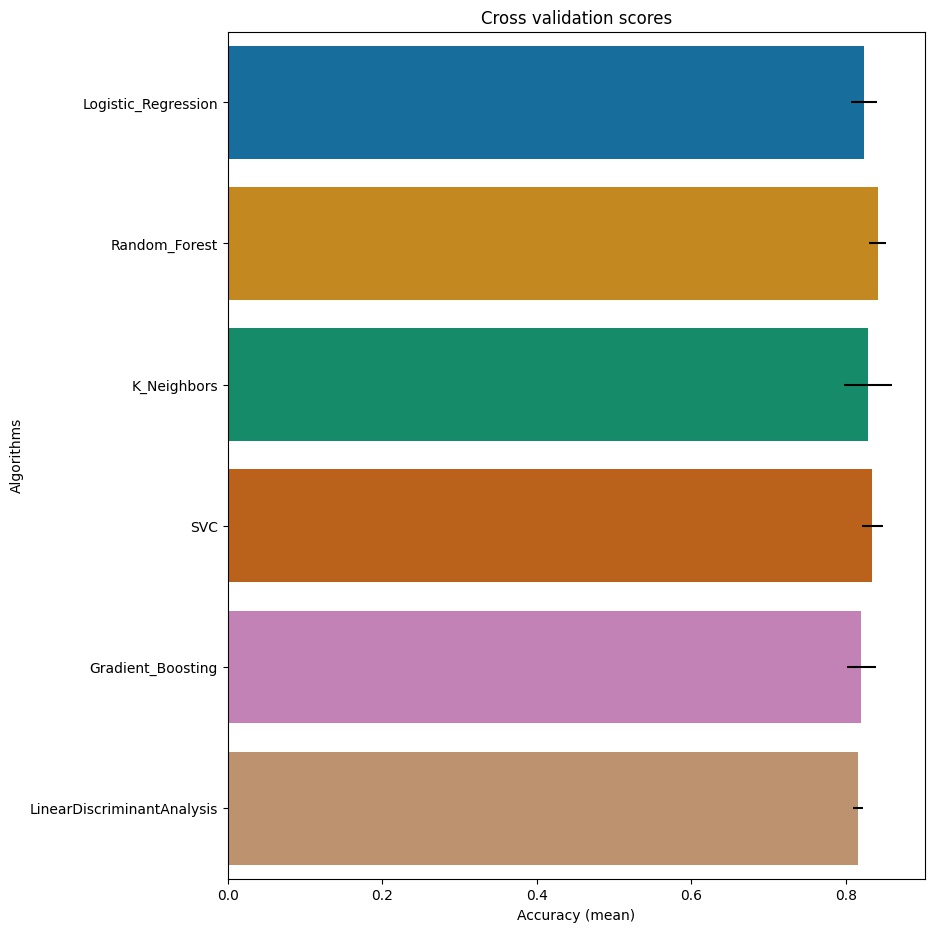 Cross validation scores
Logistic_Regression
Random_Forest
K_Neighbors
SVC
Gradient_Boosting
LinearDiscriminantAnalysis
Algorithms
0.0 0.2 0.4 0.6 0.8
Accuracy (mean)